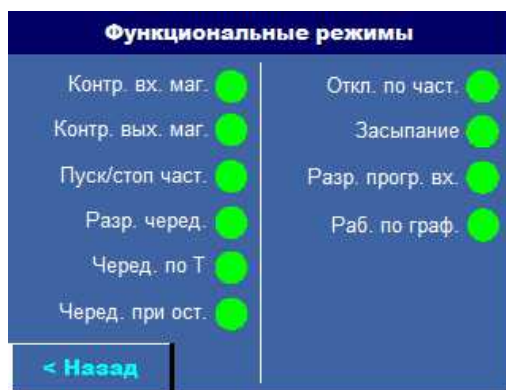 Функциональные режимы
Контр. вх. маг.
Контр. вых. маг.
Пуск/стоп част.
Разр. черед.
Черед. по Т
Черед. при ост.
Откл. по част.
Засыпание
Разр. прогр. вх.
Раб. по граф.
< Назад